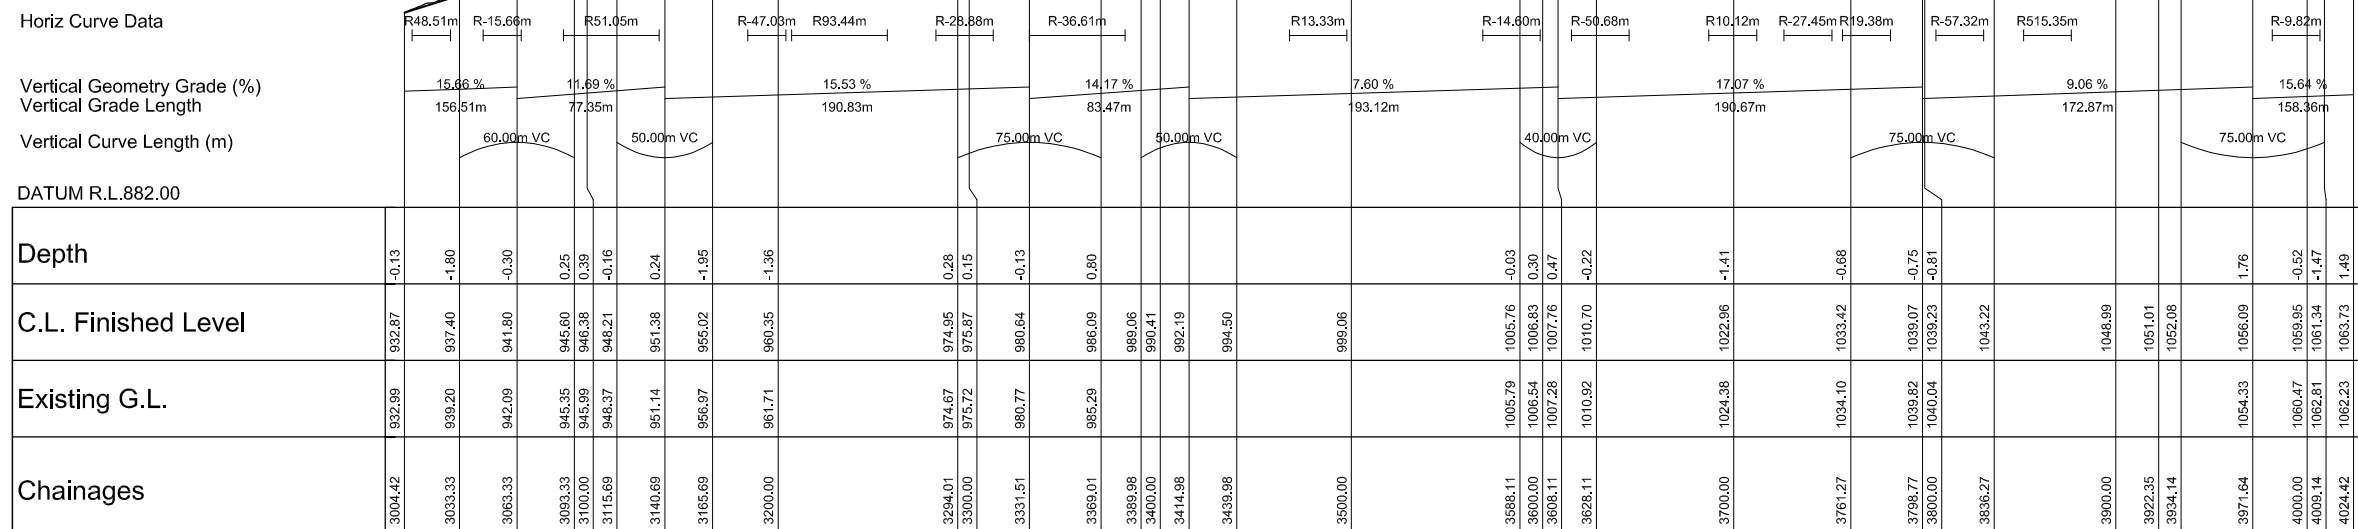 Horiz Curve Data R48.51m R-15.66m R51.05m R-47.03m R93.44m R-28.88m R-36.61m R13.33m R-14.60m R-50.68m R10.12m R-27.45m R19.38m R-57.32m R515.35m R-9.82m
Vertical Geometry Grade (%) 15.66 % 11.69 % 15.53 % 14.17 % 7.60 % 17.07 % 9.06 % 15.64 %
Vertical Grade Length 156.51m 77.35m 190.83m 83.47m 193.12m 190.67m 172.87m 158.36m
Vertical Curve Length (m) 60.00m VC 50.00m VC 75.00m VC 50.00m VC 40.00m VC 75.00m VC 75.00m VC
DATUM R.L.882.00
Depth -0.13 -1.80 -0.30 0.25 0.39 -0.16 0.24 -1.95 -1.36 0.28 0.15 -0.13 0.80 -0.03 0.30 0.47 -0.22 -1.41 -0.68 -0.75 -0.81 1.76 -0.52 -1.47 1.49
C.L. Finished Level 932.87 937.40 941.80 945.60 946.38 948.21 951.38 955.02 960.35 974.95 975.87 980.64 986.09 989.06 990.41 992.19 994.50 999.06 1005.76 1006.83 1007.76 1010.70 1022.96 1033.42 1039.07 1039.23 1043.22 1048.99 1051.01 1052.08 1056.09 1059.95 1061.34 1063.73
Existing G.L. 932.99 939.20 942.09 945.35 945.99 948.37 951.14 956.97 961.71 974.67 975.72 980.77 985.29 1005.79 1006.54 1007.28 1010.92 1024.38 1034.10 1039.82 1040.04 1054.33 1060.47 1062.81 1062.23
Chainages 3004.42 3033.33 3063.33 3093.33 3100.00 3115.69 3140.69 3165.69 3200.00 3294.01 3300.00 3331.51 3369.01 3389.98 3400.00 3414.98 3439.98 3500.00 3588.11 3600.00 3608.11 3628.11 3700.00 3761.27 3798.77 3800.00 3836.27 3900.00 3922.35 3934.14 3971.64 4000.00 4009.14 4024.42